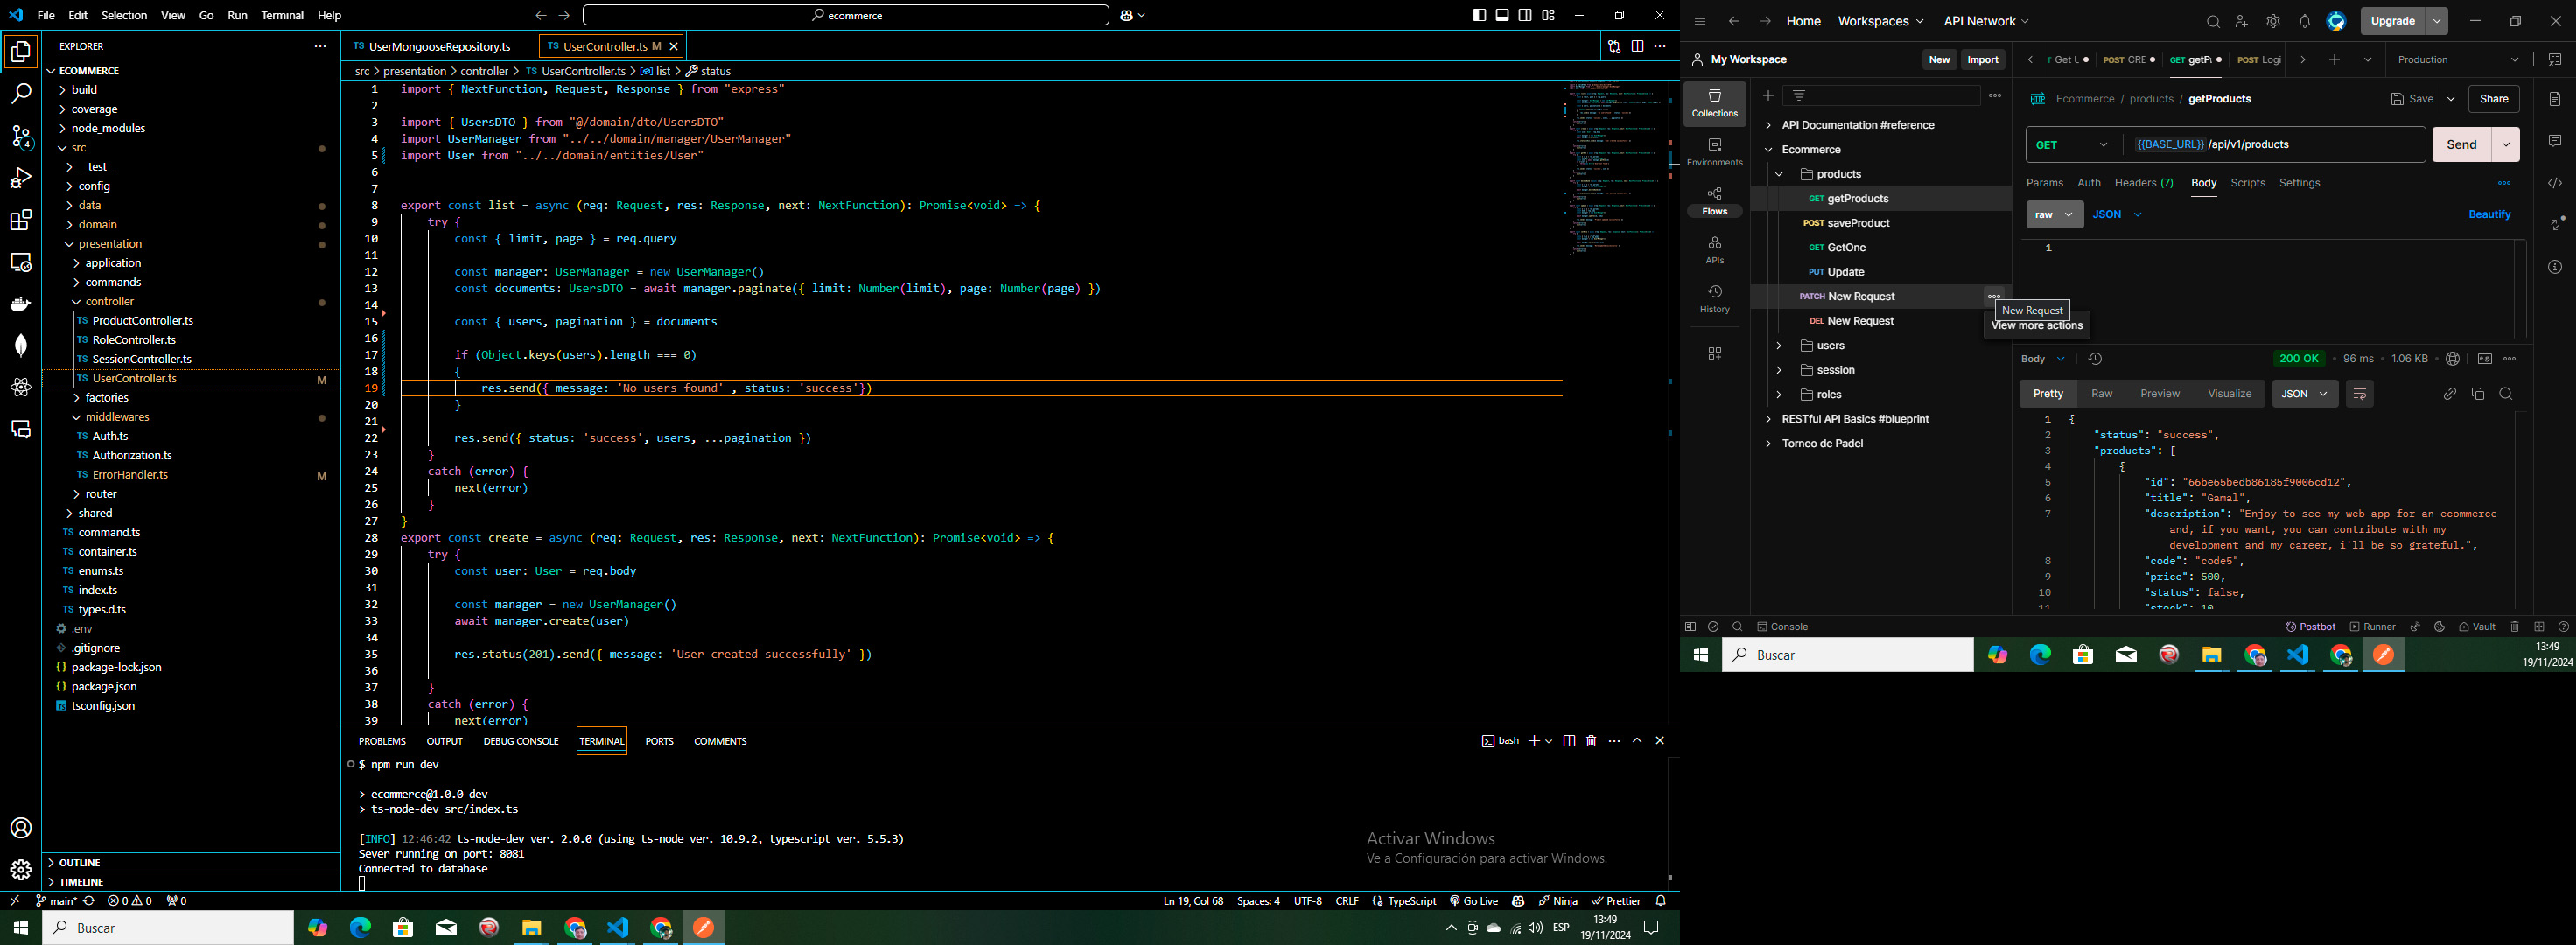 File Edit Selection View Go Run Terminal Help
ecommerce
EXPLORER
ECOMMERCE
build
coverage
node_modules
src
__test__
config
data
domain
presentation
application
commands
controller
TS ProductController.ts
TS RoleController.ts
TS SessionController.ts
TS UserController.ts M
factories
middlewares
TS Auth.ts
TS Authorization.ts
TS ErrorHandler.ts M
router
shared
TS command.ts
TS container.ts
TS enums.ts
TS index.ts
TS types.d.ts
.env
.gitignore
{} package-lock.json
{} package.json
tsconfig.json
OUTLINE
TIMELINE
4
TS UserMongooseRepository.ts
TS UserController.ts M
src > presentation > controller > TS UserController.ts > list > status
1 import { NextFunction, Request, Response } from "express"
2
3 import { UsersDTO } from "@/domain/dto/UsersDTO"
4 import UserManager from "../../domain/manager/UserManager"
5 import User from "../../domain/entities/User"
6
7
8 export const list = async (req: Request, res: Response, next: NextFunction): Promise<void> => {
9 try {
10 const { limit, page } = req.query
11
12 const manager: UserManager = new UserManager()
13 const documents: UsersDTO = await manager.paginate({ limit: Number(limit), page: Number(page) })
14
15 const { users, pagination } = documents
16
17 if (Object.keys(users).length === 0)
18 {
19 res.send({ message: 'No users found' , status: 'success'})
20 }
21
22 res.send({ status: 'success', users, ...pagination })
23 }
24 catch (error) {
25 next(error)
26 }
27 }
28 export const create = async (req: Request, res: Response, next: NextFunction): Promise<void> => {
29 try {
30 const user: User = req.body
31
32 const manager = new UserManager()
33 await manager.create(user)
34
35 res.status(201).send({ message: 'User created successfully' })
36
37 }
38 catch (error) {
39 next(error)
PROBLEMS OUTPUT DEBUG CONSOLE TERMINAL PORTS COMMENTS
bash
$ npm run dev
> ecommerce@1.0.0 dev
> ts-node-dev src/index.ts
[INFO] 12:46:42 ts-node-dev ver. 2.0.0 (using ts-node ver. 10.9.2, typescript ver. 5.5.3)
Sever running on port: 8081
Connected to database
Activar Windows
Ve a Configuración para activar Windows.
main* 0 0 0
Ln 19, Col 68 Spaces: 4 UTF-8 CRLF {} TypeScript Go Live Ninja Prettier
Buscar
ESP
13:49
19/11/2024
Home Workspaces API Network
Upgrade
My Workspace
New Import
Get U POST CRE GET getPr POST Logi
Production
Collections
Environments
Flows
APIs
History
API Documentation #reference
Ecommerce
products
GET getProducts
POST saveProduct
GET GetOne
PUT Update
PATCH New Request
DEL New Request
users
session
roles
RESTful API Basics #blueprint
Torneo de Padel
New Request
View more actions
HTTP Ecommerce / products / getProducts
Save Share
GET {{BASE_URL}}/api/v1/products
Send
Params Auth Headers (7) Body Scripts Settings
raw JSON Beautify
1
Body 200 OK 96 ms 1.06 KB
Pretty Raw Preview Visualize JSON
1 {
2 "status": "success",
3 "products": [
4 {
5 "id": "66be65bedb86185f9006cd12",
6 "title": "Gamal",
7 "description": "Enjoy to see my web app for an ecommerce
and, if you want, you can contribute with my
development and my career, i'll be so grateful.",
8 "code": "code5",
9 "price": 500,
10 "status": false,
11 "stock": 10
Console
Postbot Runner Vault
Buscar
13:49
19/11/2024